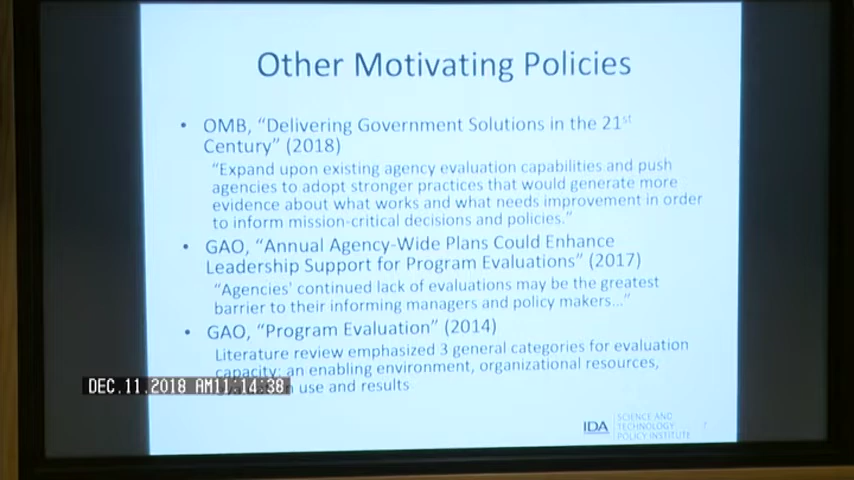 Other Motivating Policies
• OMB, “Delivering Government Solutions in the 21st
Century” (2018)
“Expand upon existing agency evaluation capabilities and push
agencies to adopt stronger practices that would generate more
evidence about what works and what needs improvement in order
to inform mission-critical decisions and policies.”
• GAO, “Annual Agency-Wide Plans Could Enhance
Leadership Support for Program Evaluations” (2017)
“Agencies' continued lack of evaluations may be the greatest
barrier to their informing managers and policy makers...”
• GAO, “Program Evaluation” (2014)
Literature review emphasized 3 general categories for evaluation
capacity: an enabling environment, organizational resources,
use and results
DEC.11.2018 AM11:14:38
IDA
SCIENCE AND
TECHNOLOGY
POLICY INSTITUTE
7